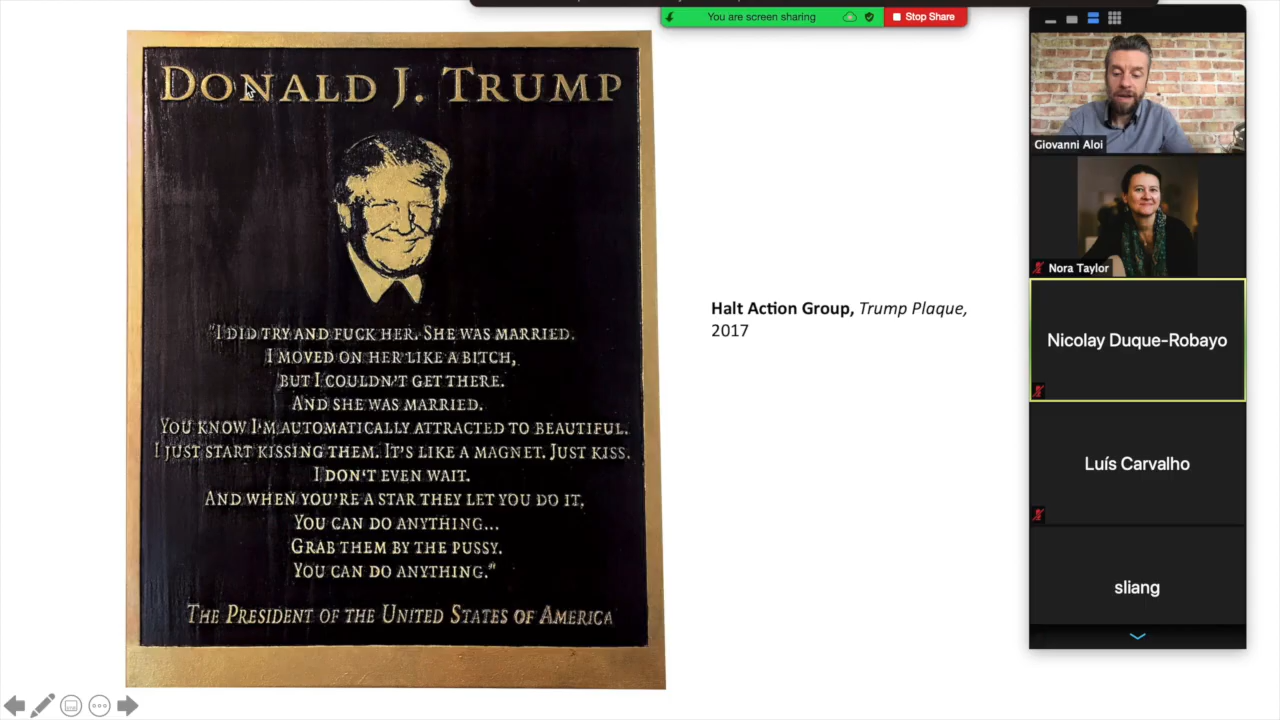 You are screen sharing
Stop Share
DONALD J. TRUMP
"I DID TRY AND FUCK HER. SHE WAS MARRIED.
I MOVED ON HER LIKE A BITCH,
BUT I COULDN'T GET THERE.
AND SHE WAS MARRIED.
YOU KNOW I'M AUTOMATICALLY ATTRACTED TO BEAUTIFUL.
I JUST START KISSING THEM. IT'S LIKE A MAGNET. JUST KISS.
I DON'T EVEN WAIT.
AND WHEN YOU'RE A STAR THEY LET YOU DO IT,
YOU CAN DO ANYTHING...
GRAB THEM BY THE PUSSY.
YOU CAN DO ANYTHING."
THE PRESIDENT OF THE UNITED STATES OF AMERICA
Halt Action Group, Trump Plaque,
2017
Giovanni Aloi
Nora Taylor
Nicolay Duque-Robayo
Luís Carvalho
sliang